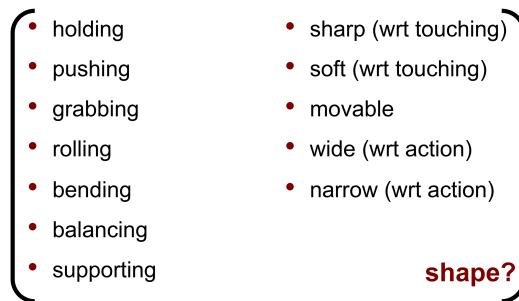 holding
pushing
grabbing
rolling
bending
balancing
supporting
sharp (wrt touching)
soft (wrt touching)
movable
wide (wrt action)
narrow (wrt action)
shape?